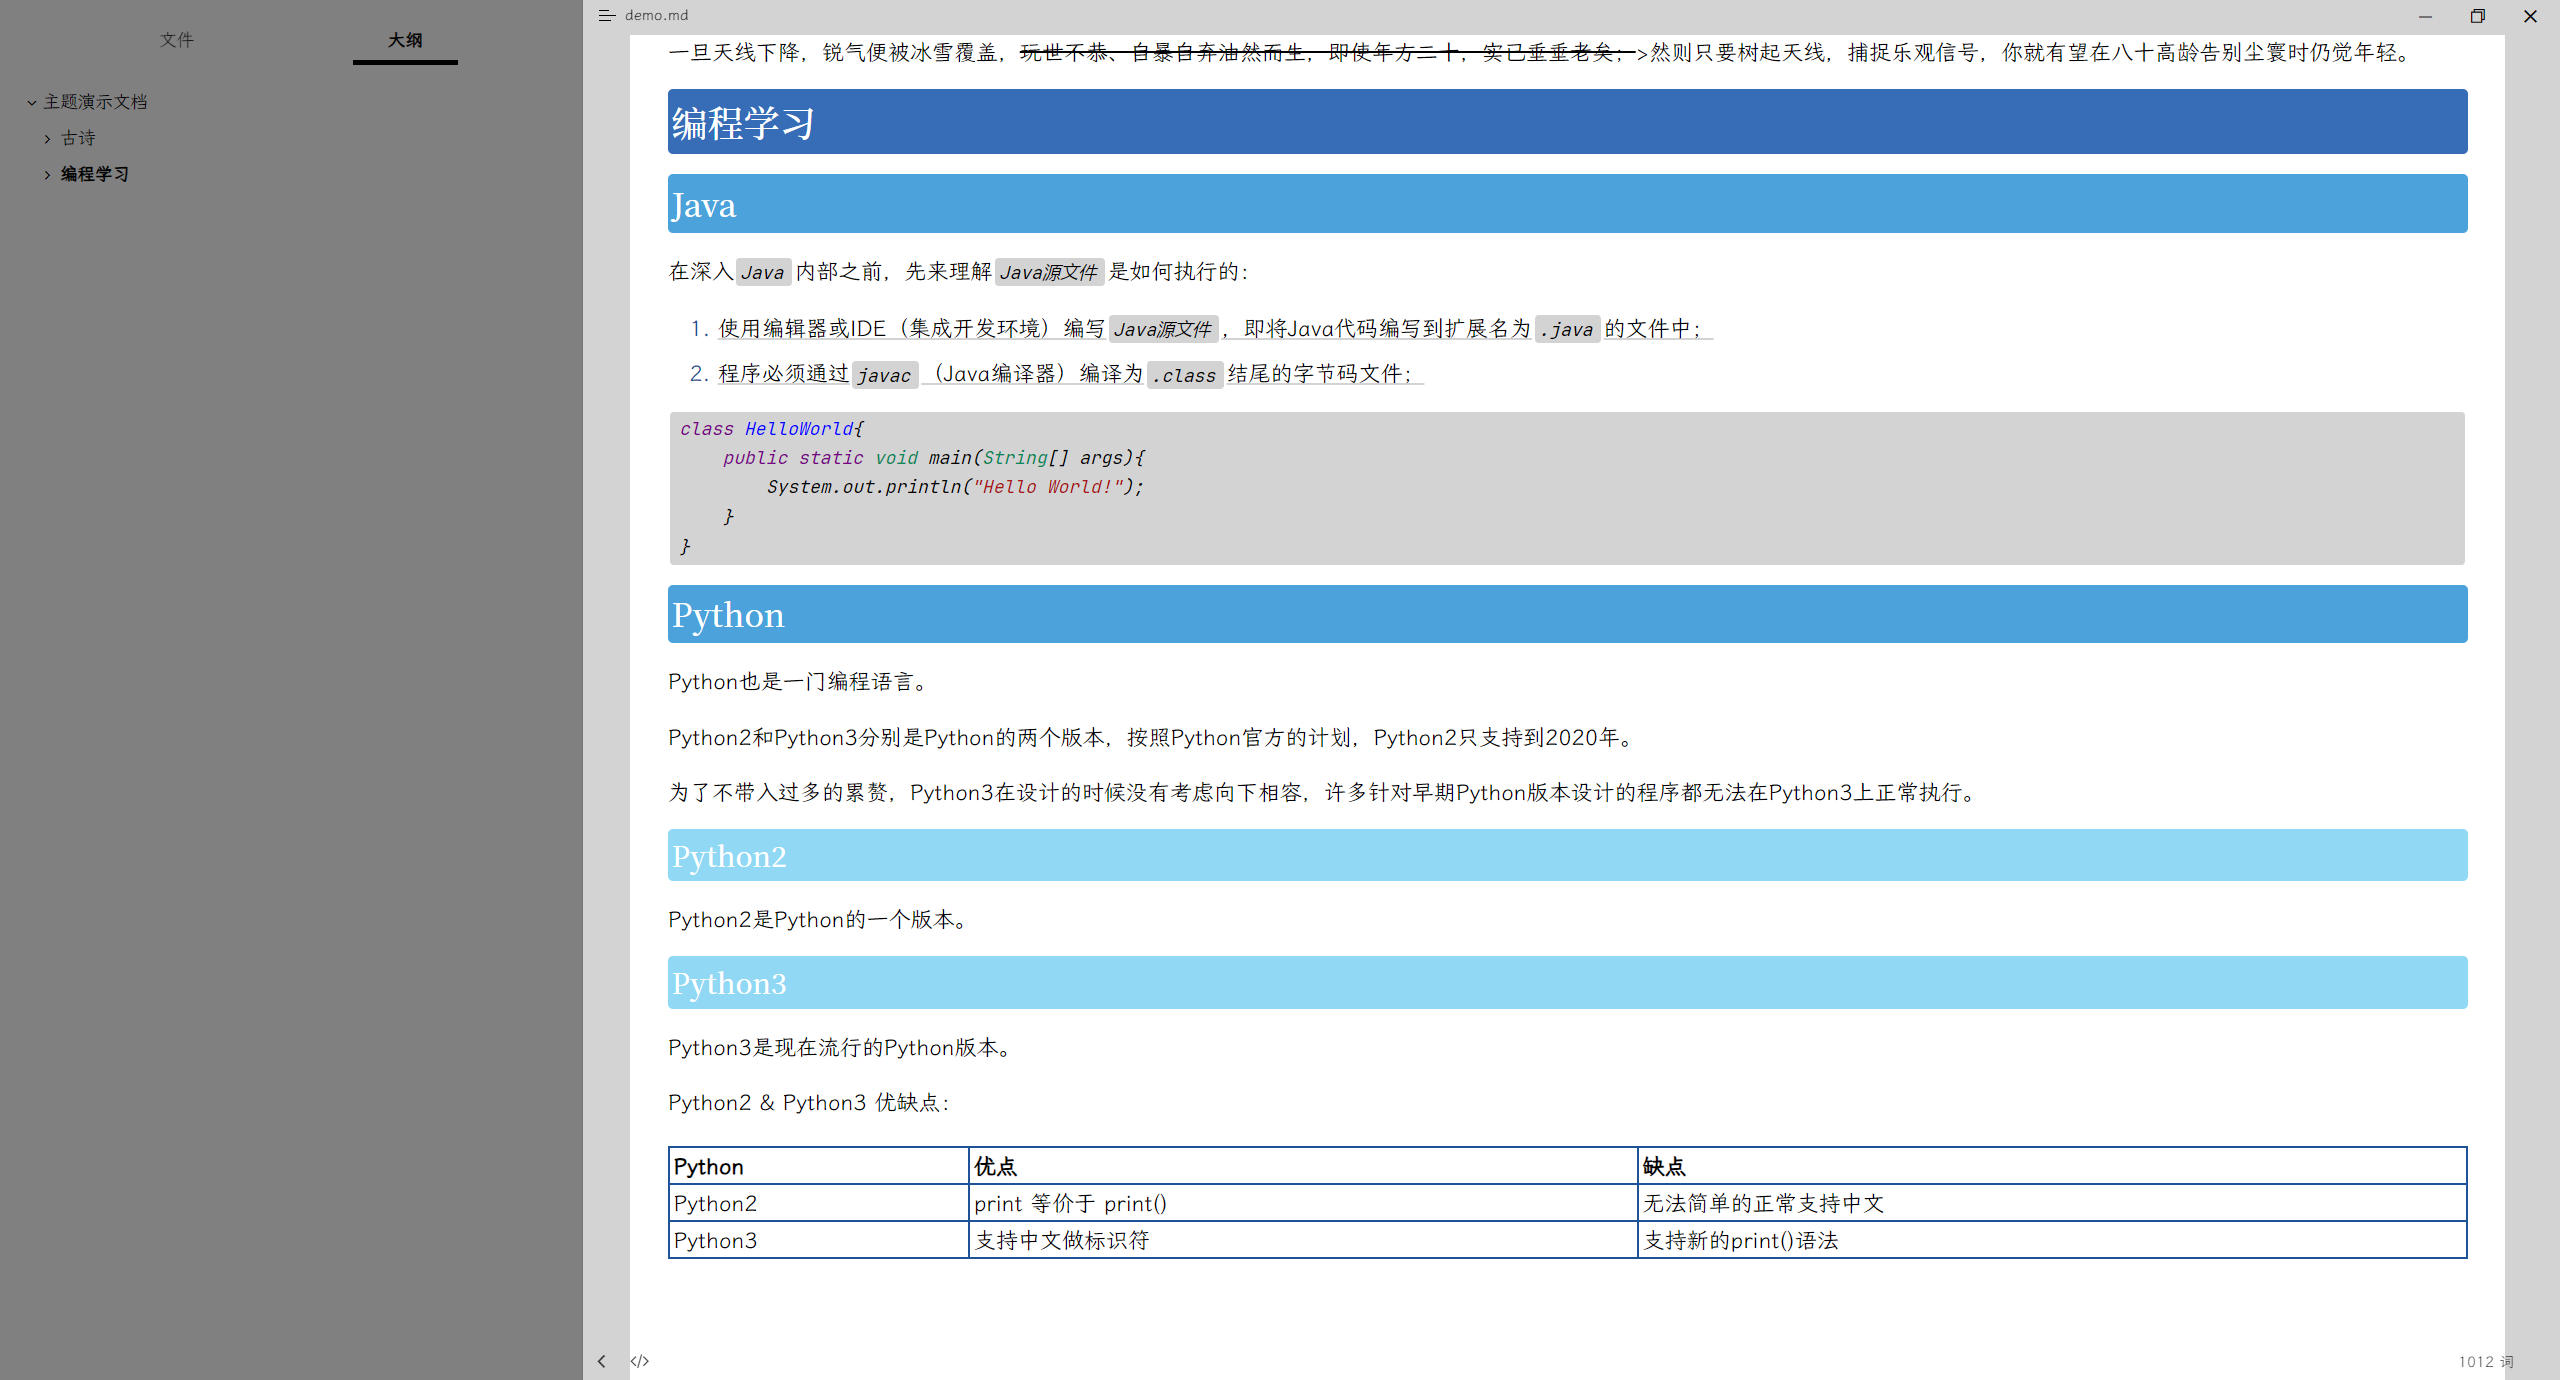 文件
大纲
主题演示文档
古诗
编程学习
demo.md
一旦天线下降，锐气便被冰雪覆盖，玩世不恭、自暴自弃油然而生，即使年方二十，实已垂垂老矣；>然则只要树起天线，捕捉乐观信号，你就有望在八十高龄告别尘寰时仍觉年轻。
编程学习
Java
在深入Java内部之前，先来理解Java源文件是如何执行的：
1. 使用编辑器或IDE（集成开发环境）编写Java源文件，即将Java代码编写到扩展名为.java的文件中；
2. 程序必须通过javac（Java编译器）编译为.class结尾的字节码文件；
class HelloWorld{
    public static void main(String[] args){
        System.out.println("Hello World!");
    }
}
Python
Python也是一门编程语言。
Python2和Python3分别是Python的两个版本，按照Python官方的计划，Python2只支持到2020年。
为了不带入过多的累赘，Python3在设计的时候没有考虑向下相容，许多针对早期Python版本设计的程序都无法在Python3上正常执行。
Python2
Python2是Python的一个版本。
Python3
Python3是现在流行的Python版本。
Python2 & Python3 优缺点：
Python 优点 缺点
Python2 print 等价于 print() 无法简单的正常支持中文
Python3 支持中文做标识符 支持新的print()语法
1012 词